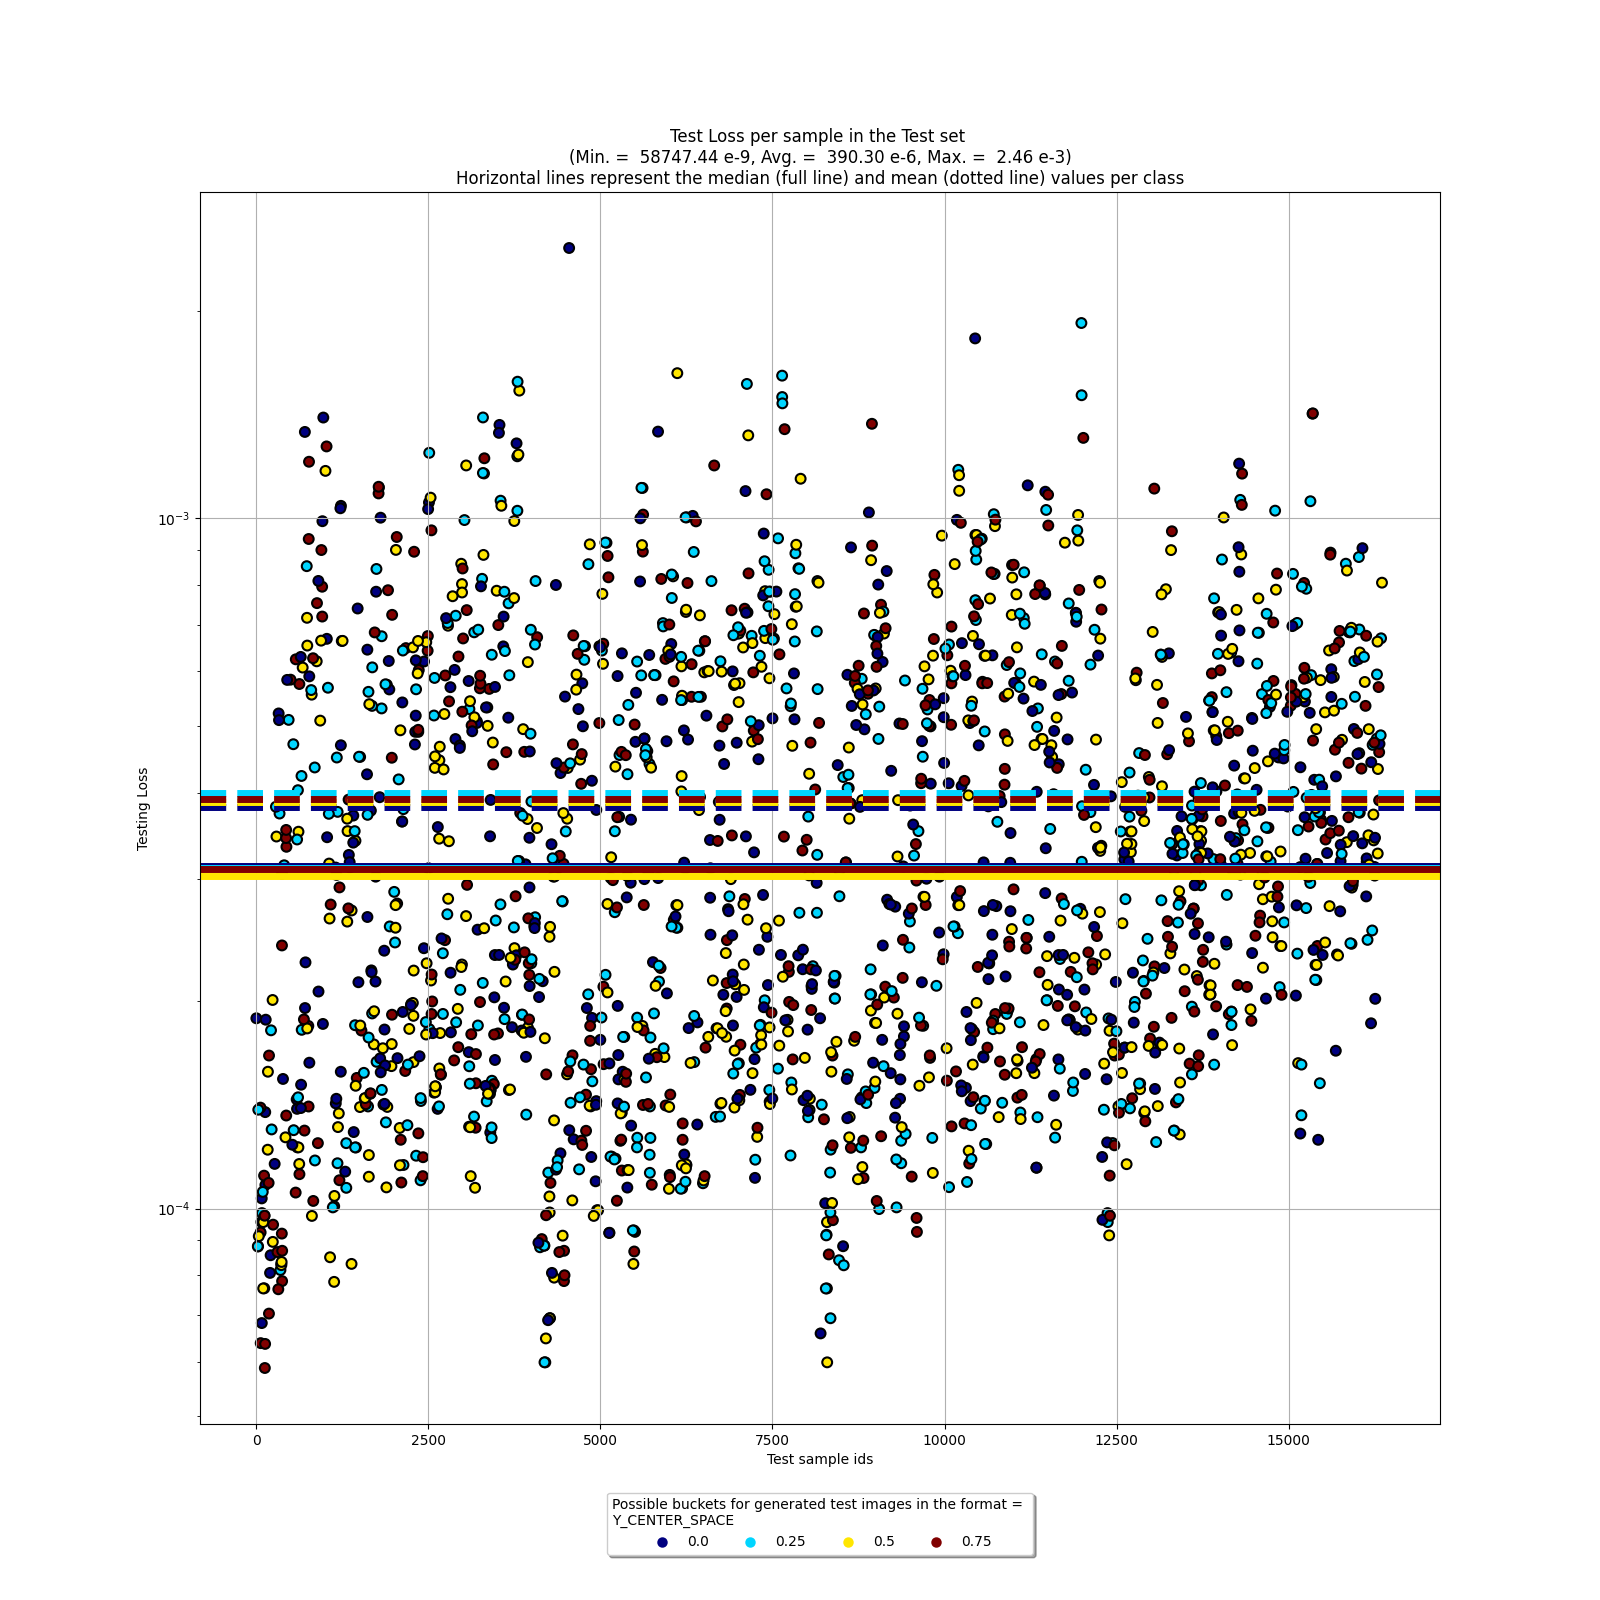 Test Loss per sample in the Test set
(Min. =  58747.44 e-9, Avg. =  390.30 e-6, Max. =  2.46 e-3)
Horizontal lines represent the median (full line) and mean (dotted line) values per class
Testing Loss
10⁻³
10⁻⁴
0 2500 5000 7500 10000 12500 15000
Test sample ids
Possible buckets for generated test images in the format =
Y_CENTER_SPACE
0.0 0.25 0.5 0.75